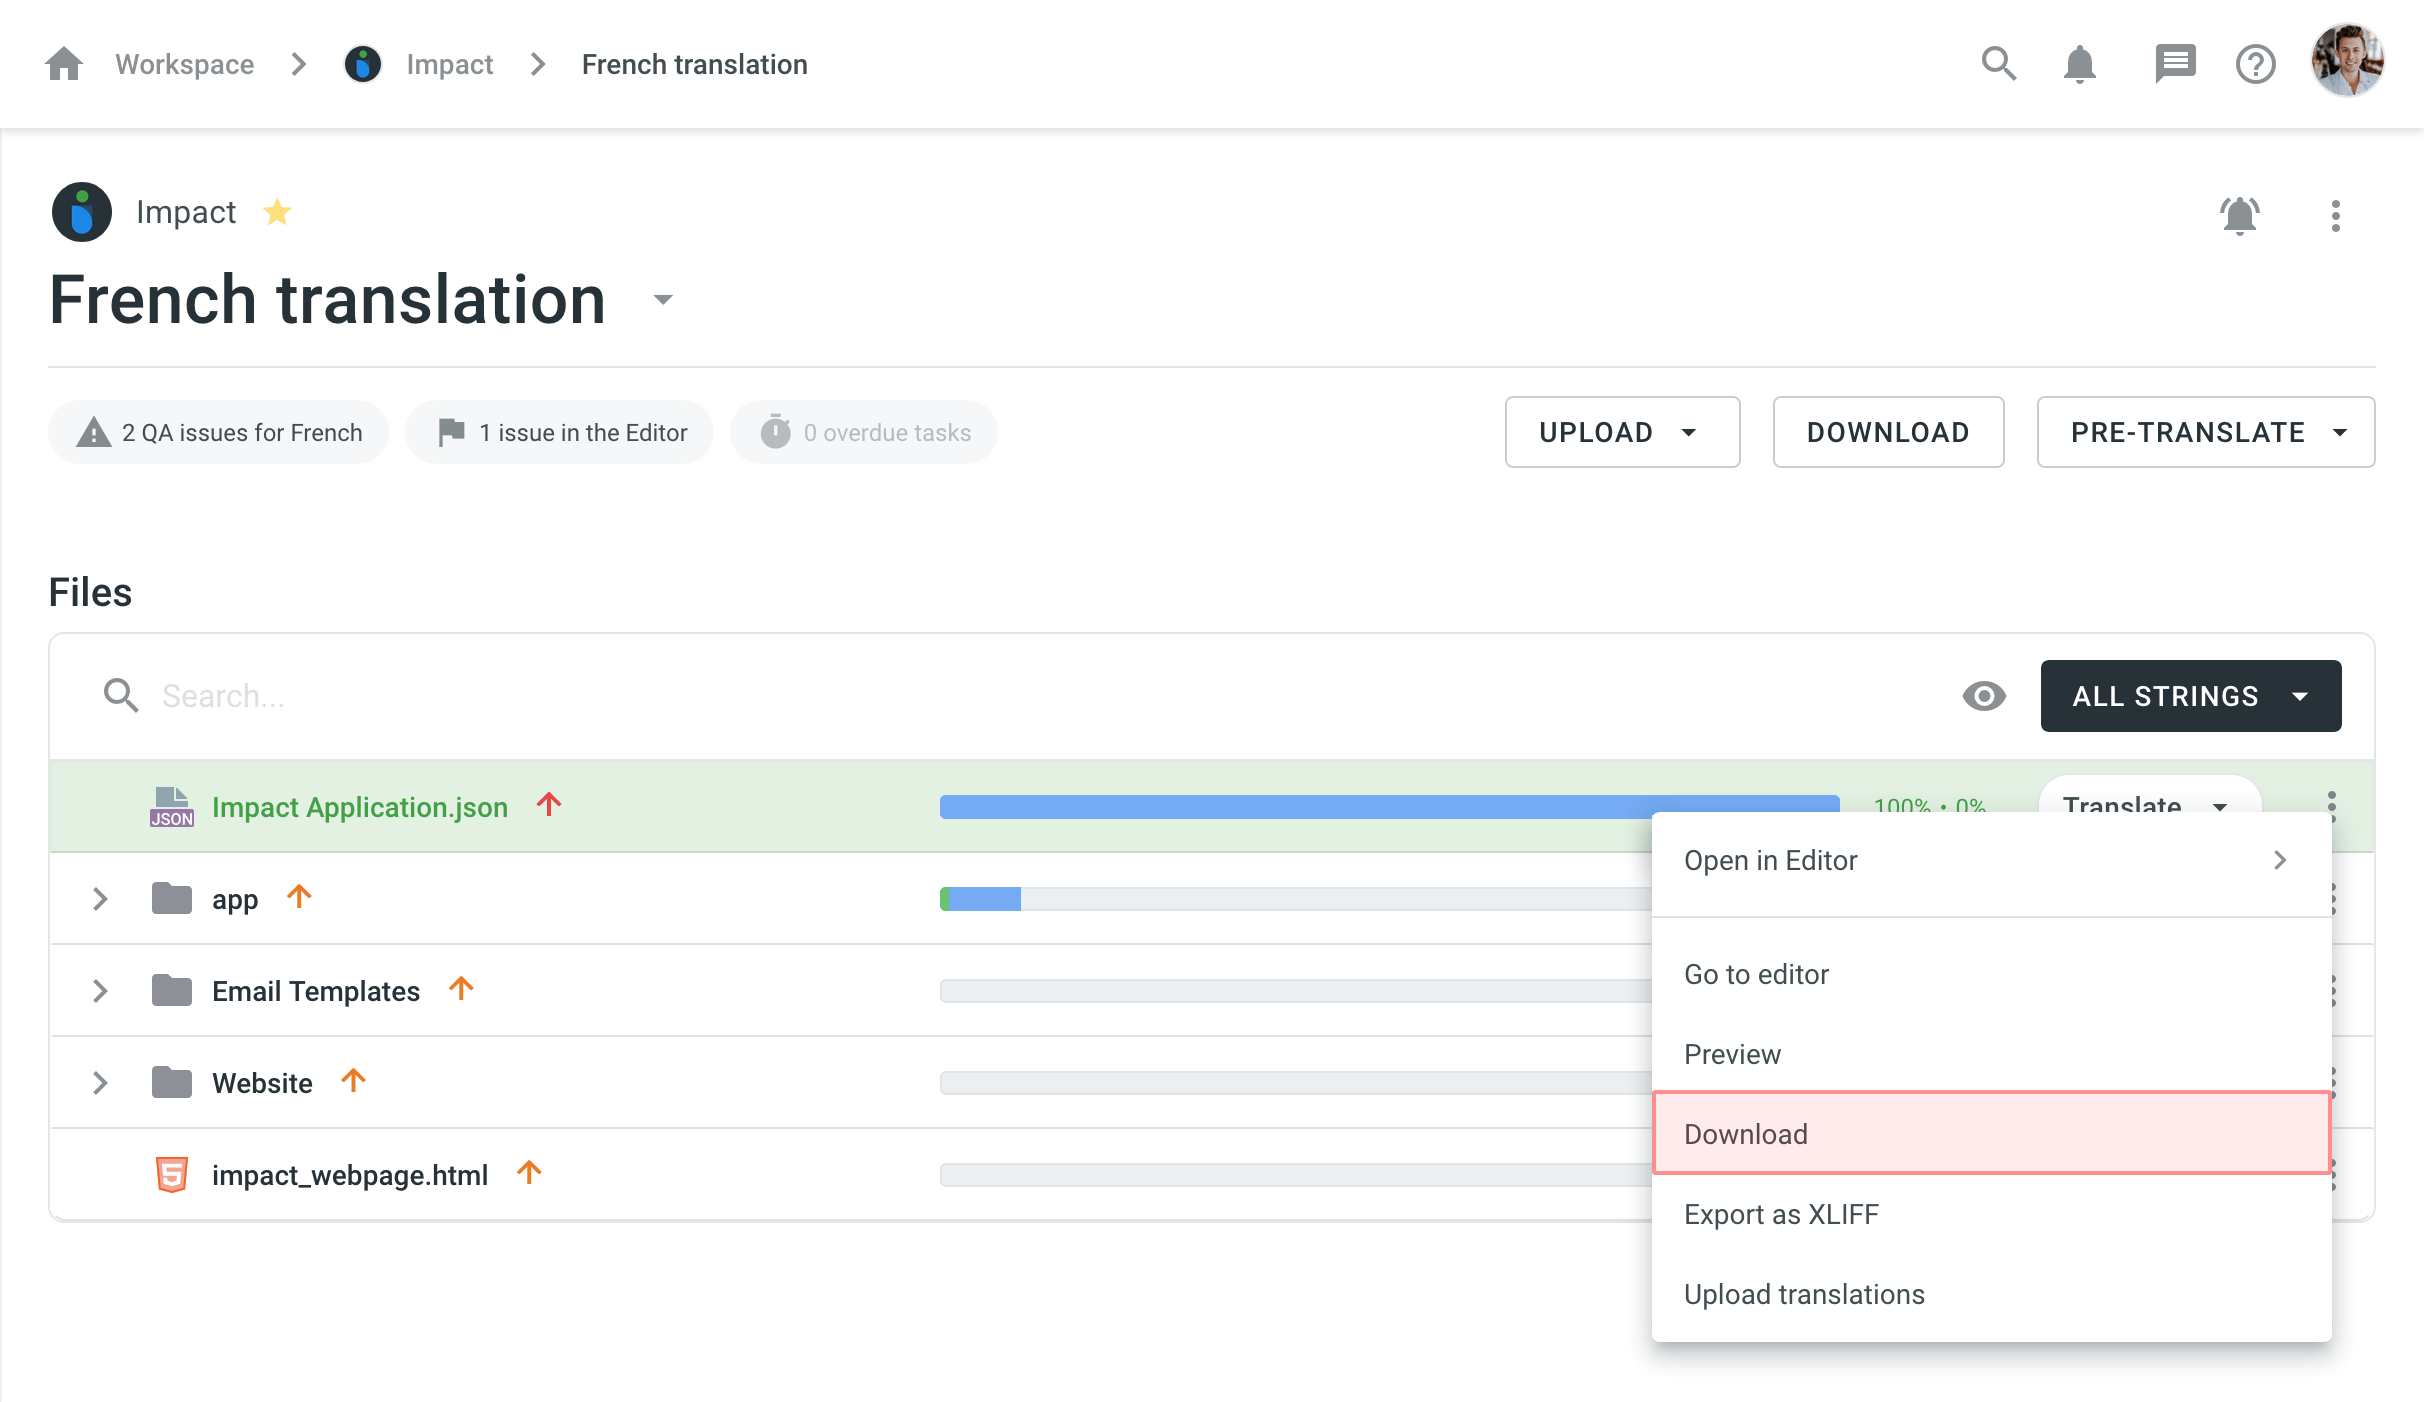 Workspace Impact French translation
Impact
French translation
2 QA issues for French
1 issue in the Editor
0 overdue tasks
UPLOAD
DOWNLOAD
PRE-TRANSLATE
Files
Search...
ALL STRINGS
JSON Impact Application.json
100% • 0%
Translate
app
Email Templates
Website
impact_webpage.html
Open in Editor
Go to editor
Preview
Download
Export as XLIFF
Upload translations